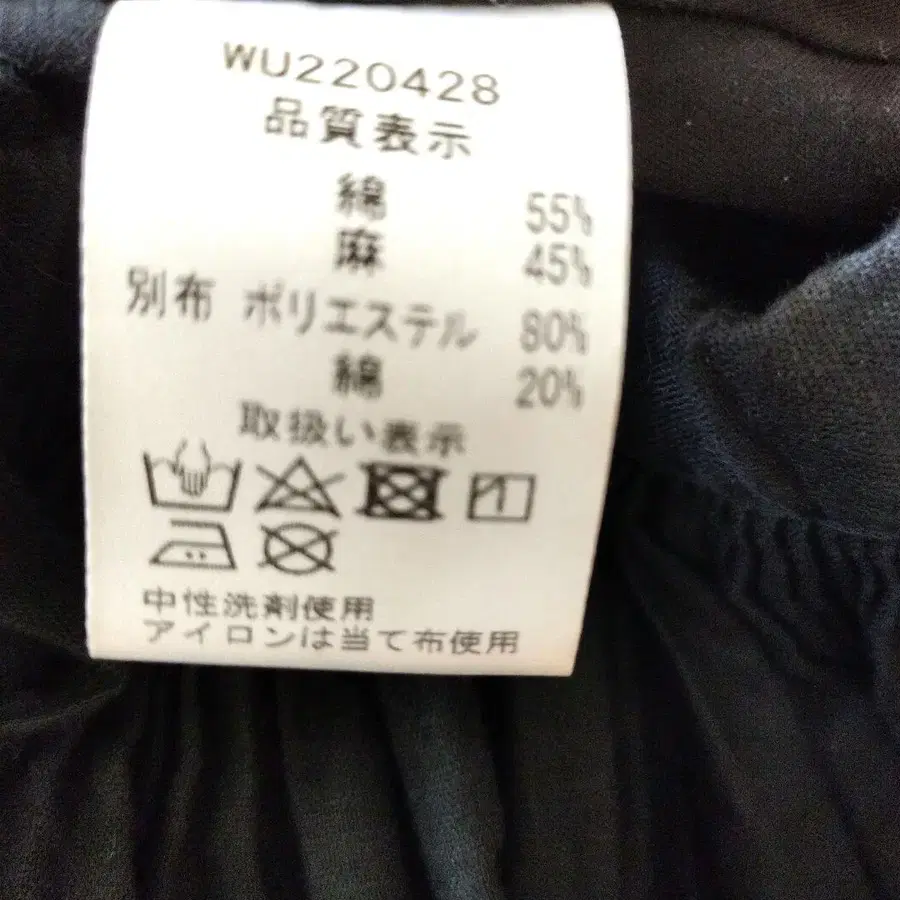 WU220428
品質表示
綿 55%
麻 45%
別布 ポリエステル 80%
綿 20%
取扱い表示
中性洗剤使用
アイロンは当て布使用